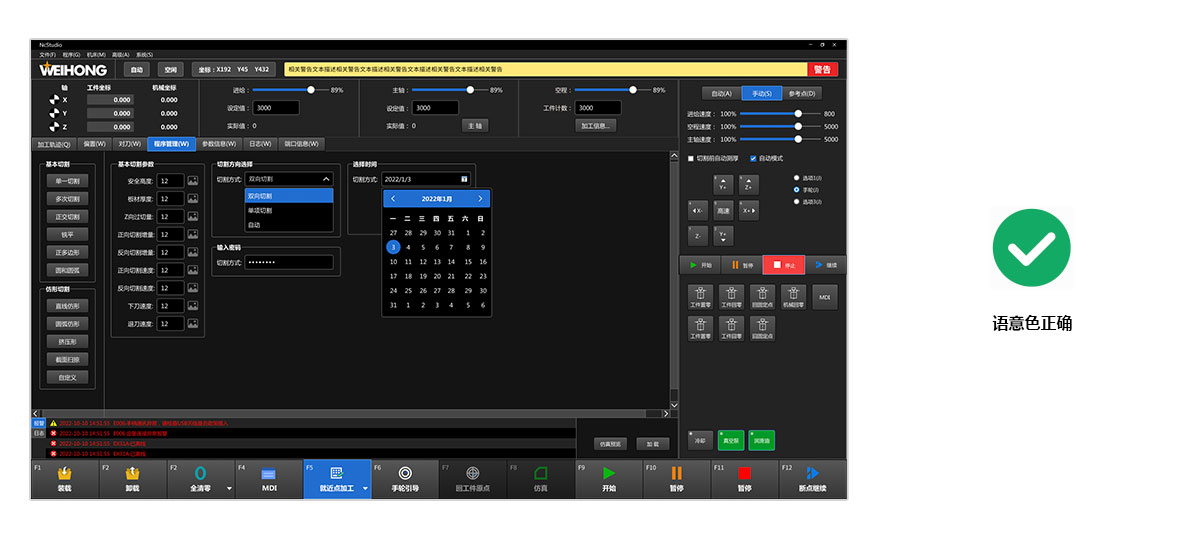 NcStudio
文件(F) 程序(G) 机床(M) 高级(A) 系统(S)
WEIHONG 自动 空闲 坐标：X192 Y45 Y432 相关警告文本描述相关警告文本描述相关警告文本描述相关警告文本描述相关警告 警告
轴 工件坐标 机械坐标
X 0.000 0.000
Y 0.000 0.000
Z 0.000 0.000
进给： 89%
设定值： 3000
实际值：0
主轴： 89%
设定值： 3000
实际值：0 主轴
空程： 89%
工件计数： 3000
加工信息...
自动(A) 手动(S) 参考点(D)
进给速度： 100% 800
空程速度： 100% 5000
主轴速度： 100% 5000
切割前自动测厚 自动模式
加工轨迹(Q) 偏置(W) 对刀(W) 程序管理(W) 参数信息(W) 日志(W) 端口信息(W)
基本切割
单一切割
多次切割
正交切割
铣平
正多边形
圆和圆弧
仿形切割
直线仿形
圆弧仿形
挤压形
截面扫掠
自定义
基本切割参数
安全高度: 12
板材厚度: 12
Z向过切量: 12
正向切割增量: 12
反向切割增量: 12
正向切割速度: 12
反向切割速度: 12
下刀速度: 12
退刀速度: 12
切割方向选择
切割方式: 双向切割
双向切割
单项切割
自动
输入密码
切割方式: ••••••••
选择时间
切割方式: 2022/1/3
2022年1月
一 二 三 四 五 六 日
27 28 29 30 31 1 2
3 4 5 6 7 8 9
10 11 12 13 14 15 16
17 18 19 20 21 22 23
24 25 26 27 28 29 30
31 1 2 3 4 5 6
Y+ Z+
X- 高速 X+
Z- Y+
选项1(J)
手轮(J)
选项3(J)
开始 暂停 停止 继续
工件置零 工件回零 回固定点 机械回零 MDI
工件置零 工件回零 回固定点
冷却 真空泵 润滑油
报警
日志
2022-10-10 14:51:53
2022-10-10 14:51:53
2022-10-10 14:51:53
2022-10-10 14:51:53
仿真预览 加载
F1 装载
F2 卸载
F2 全清零
F4 MDI
F5 就近点加工
F6 手轮引导
F7 回工件原点
F8 仿真
F9 开始
F10 暂停
F11 暂停
F12 断点继续
语意色正确